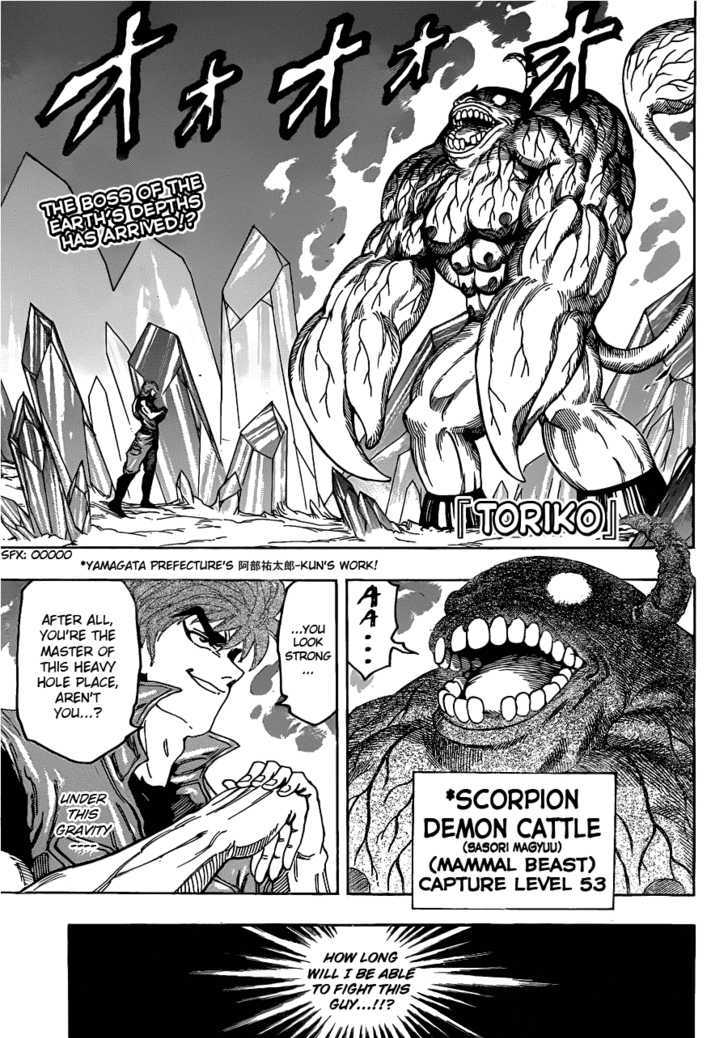 オオオオオ
THE BOSS OF THE
EARTH'S DEPTHS
HAS ARRIVED!?
『TORIKO』
SFX: OOOOO
*YAMAGATA PREFECTURE'S 阿部祐太郎-KUN'S WORK!
A
A...
...YOU
LOOK
STRONG
...
AFTER ALL,
YOU'RE THE
MASTER OF
THIS HEAVY
HOLE PLACE,
AREN'T
YOU...?
UNDER
THIS
GRAVITY
----
*SCORPION
DEMON CATTLE
(SASORI MAGYUU)
(MAMMAL BEAST)
CAPTURE LEVEL 53
HOW LONG
WILL I BE ABLE
TO FIGHT THIS
GUY...!!?